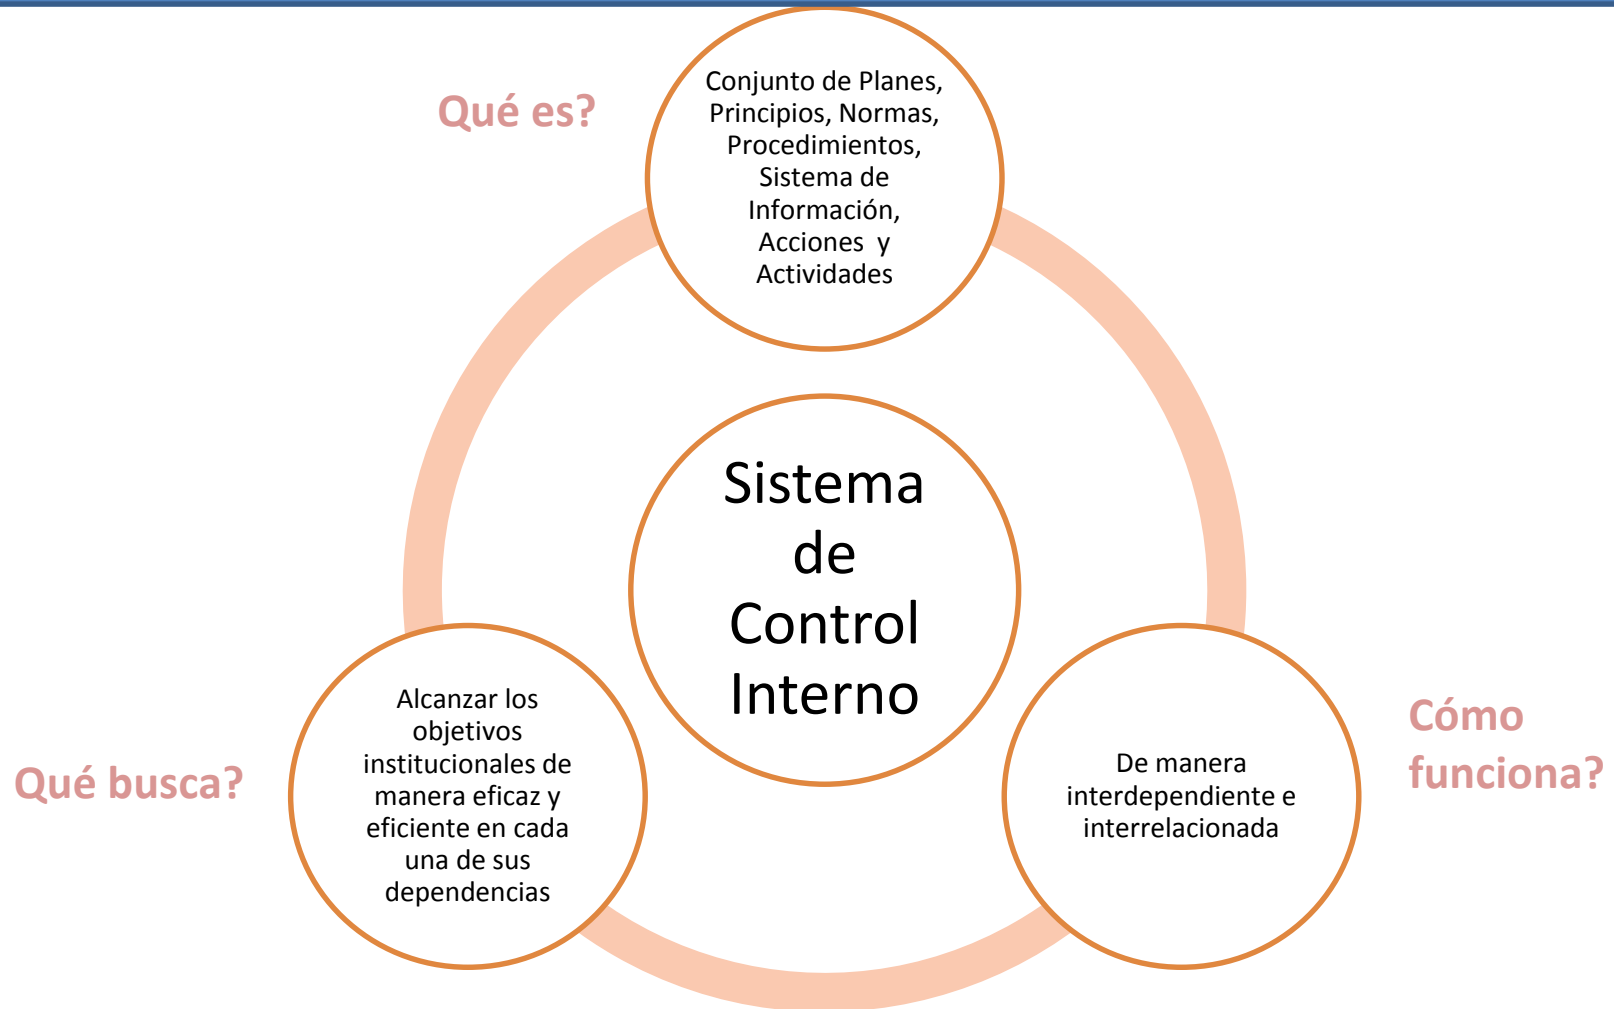 Qué es?
Conjunto de Planes,
Principios, Normas,
Procedimientos,
Sistema de
Información,
Acciones y
Actividades
Sistema
de
Control
Interno
Qué busca?
Alcanzar los
objetivos
institucionales de
manera eficaz y
eficiente en cada
una de sus
dependencias
Cómo
funciona?
De manera
interdependiente e
interrelacionada